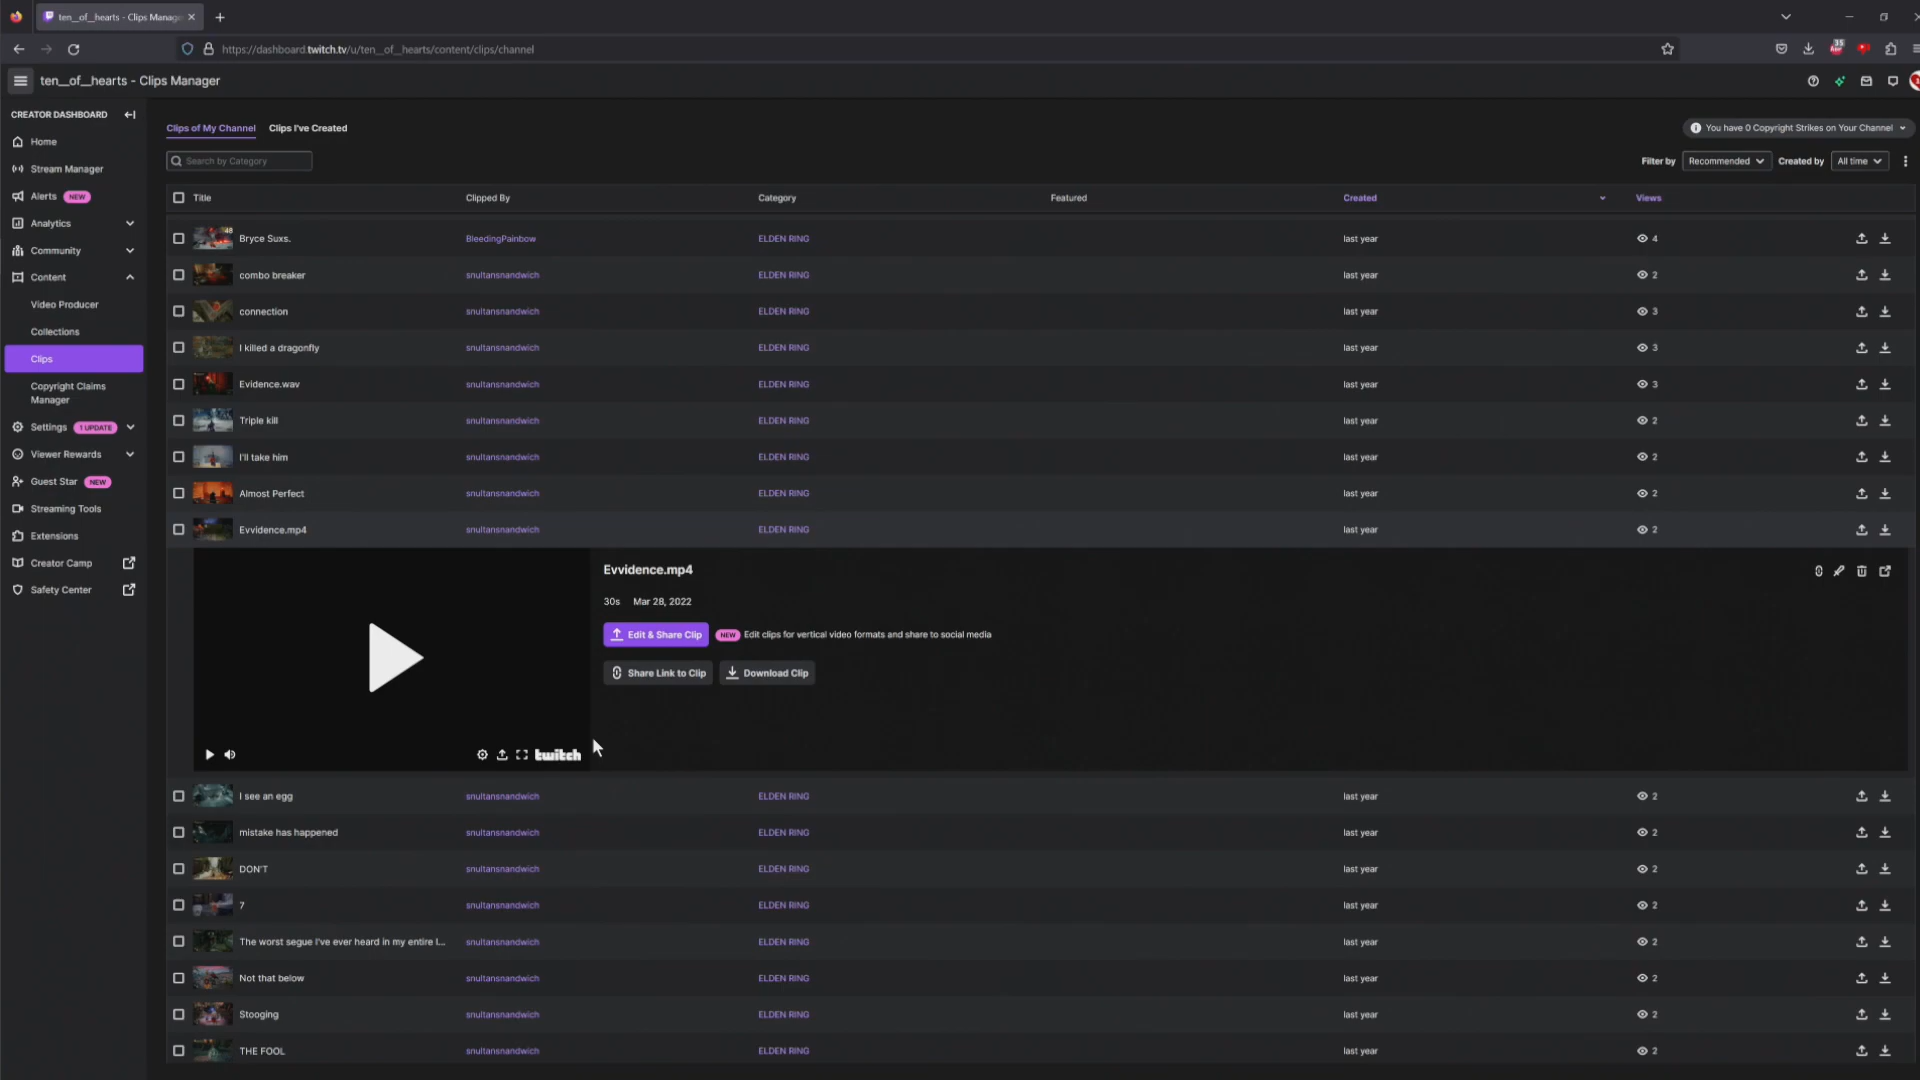 ten__of__hearts - Clips Manag
https://dashboard.twitch.tv/u/ten__of__hearts/content/clips/channel
35
ten__of__hearts - Clips Manager
CREATOR DASHBOARD
Home
Stream Manager
Alerts NEW
Analytics
Community
Content
Video Producer
Collections
Clips
Copyright Claims
Manager
Settings 1 UPDATE
Viewer Rewards
Guest Star NEW
Streaming Tools
Extensions
Creator Camp
Safety Center
Clips of My Channel Clips I've Created
You have 0 Copyright Strikes on Your Channel
Search by Category
Filter by Recommended Created by All time
Title Clipped By Category Featured Created Views
48 Bryce Suxs. BleedingPainbow ELDEN RING last year 4
combo breaker snultansnandwich ELDEN RING last year 2
connection snultansnandwich ELDEN RING last year 3
I killed a dragonfly snultansnandwich ELDEN RING last year 3
Evidence.wav snultansnandwich ELDEN RING last year 3
Triple kill snultansnandwich ELDEN RING last year 2
I'll take him snultansnandwich ELDEN RING last year 2
Almost Perfect snultansnandwich ELDEN RING last year 2
Evvidence.mp4 snultansnandwich ELDEN RING last year 2
Evvidence.mp4
30s Mar 28, 2022
Edit & Share Clip NEW Edit clips for vertical video formats and share to social media
Share Link to Clip Download Clip
twitch
I see an egg snultansnandwich ELDEN RING last year 2
mistake has happened snultansnandwich ELDEN RING last year 2
DON'T snultansnandwich ELDEN RING last year 2
7 snultansnandwich ELDEN RING last year 2
The worst segue I've ever heard in my entire l... snultansnandwich ELDEN RING last year 2
Not that below snultansnandwich ELDEN RING last year 2
Stooging snultansnandwich ELDEN RING last year 2
THE FOOL snultansnandwich ELDEN RING last year 2